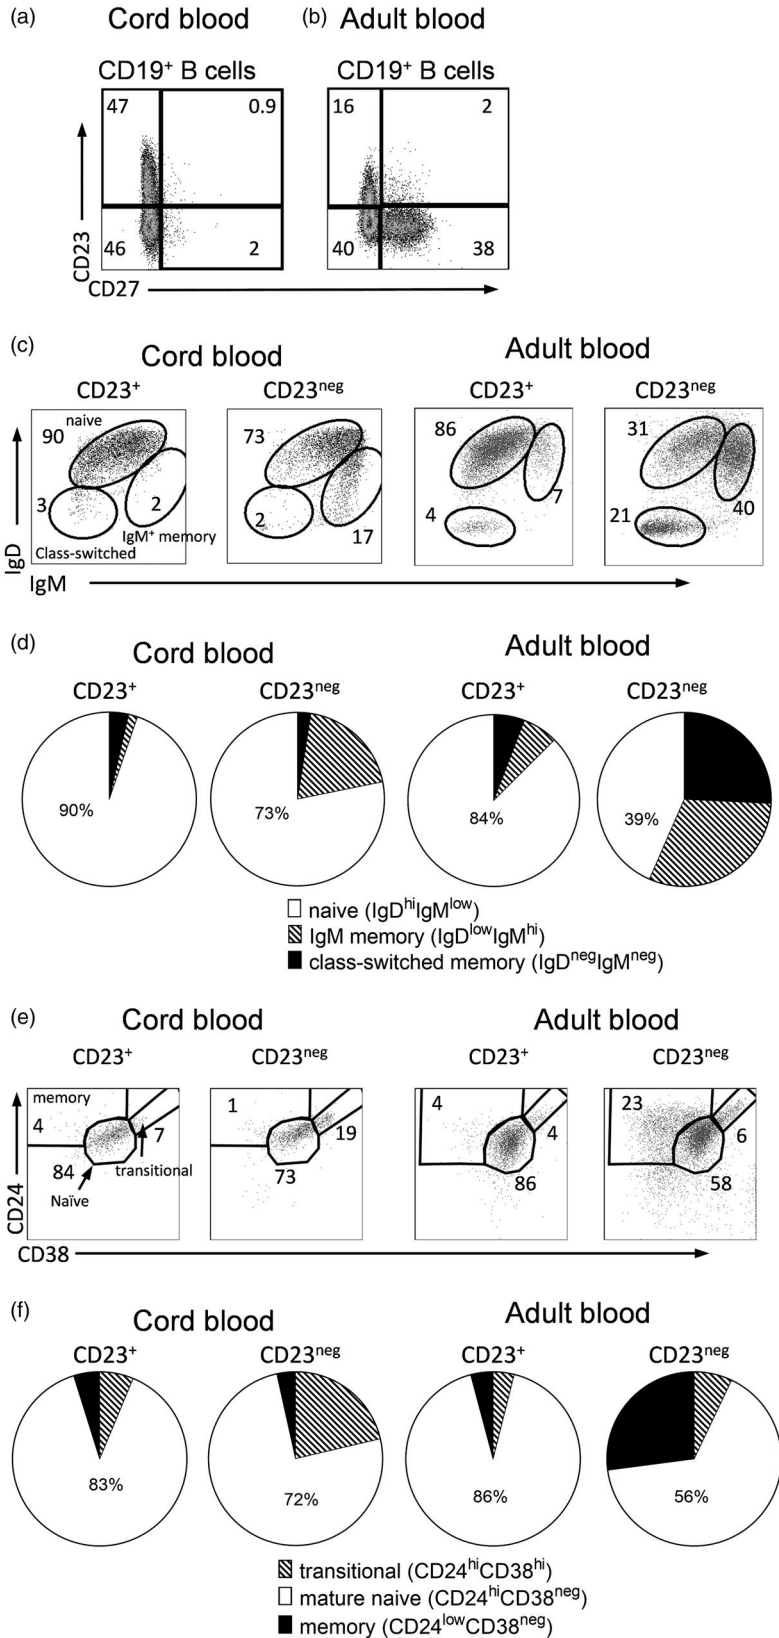 (a) Cord blood (b) Adult blood
CD19+ B cells CD19+ B cells
47 0.9 16 2
CD23
46 2 40 38
CD27
(c) Cord blood Adult blood
CD23+ CD23neg CD23+ CD23neg
naive
90 73 86 31
3 2 2 17 4 7 21 40
IgM+ memory
Class-switched
IgD
IgM
(d) Cord blood Adult blood
CD23+ CD23neg CD23+ CD23neg
90% 73% 84% 39%
naive (IgDhiIgMlow)
IgM memory (IgDlowIgMhi)
class-switched memory (IgDnegIgMneg)
(e) Cord blood Adult blood
CD23+ CD23neg CD23+ CD23neg
memory
4 7 1 19 4 4 23 6
84 transitional 73 86 58
Naïve
CD24
CD38
(f) Cord blood Adult blood
CD23+ CD23neg CD23+ CD23neg
83% 72% 86% 56%
transitional (CD24hiCD38hi)
mature naive (CD24hiCD38neg)
memory (CD24lowCD38neg)